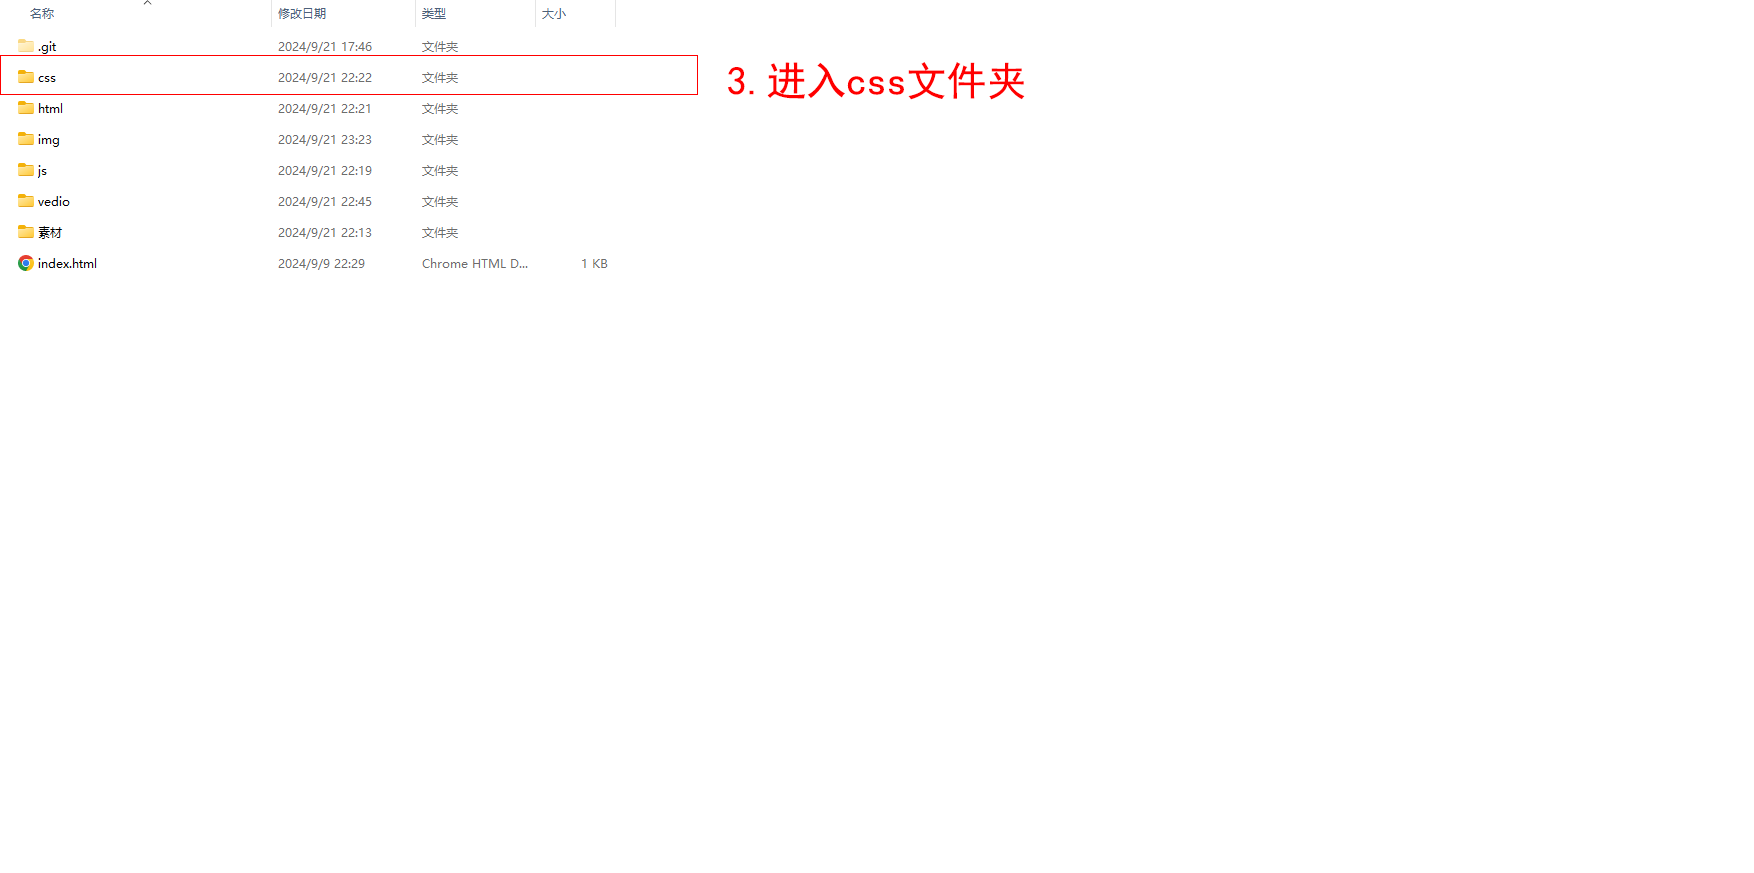 名称 修改日期 类型 大小
.git 2024/9/21 17:46 文件夹
css 2024/9/21 22:22 文件夹
3.进入css文件夹
html 2024/9/21 22:21 文件夹
img 2024/9/21 23:23 文件夹
js 2024/9/21 22:19 文件夹
vedio 2024/9/21 22:45 文件夹
素材 2024/9/21 22:13 文件夹
index.html 2024/9/9 22:29 Chrome HTML D... 1 KB